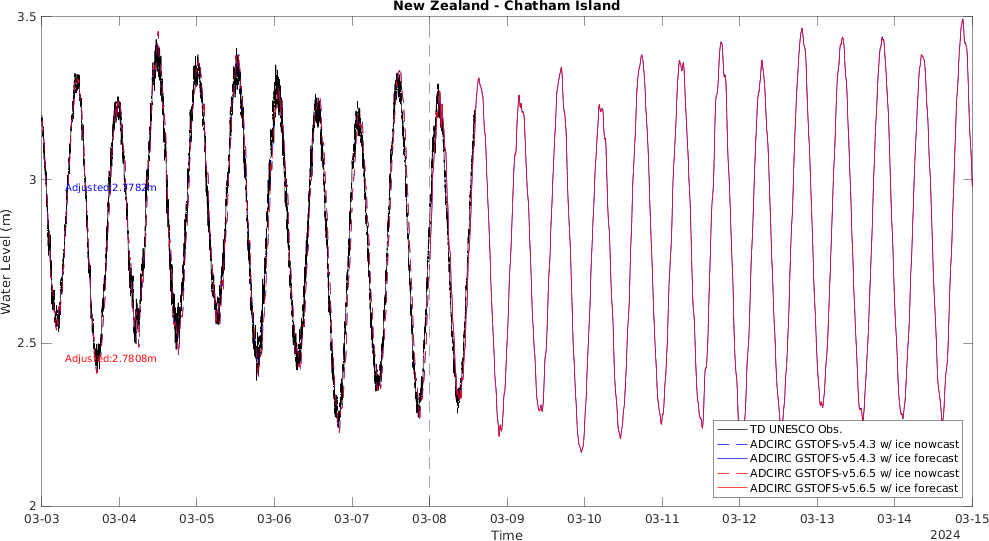 New Zealand - Chatham Island
3.5
3
2.5
2
Water Level (m)
Adjusted:2.7782m
Adjusted:2.7808m
TD UNESCO Obs.
ADCIRC GSTOFS-v5.4.3 w/ ice nowcast
ADCIRC GSTOFS-v5.4.3 w/ ice forecast
ADCIRC GSTOFS-v5.6.5 w/ ice nowcast
ADCIRC GSTOFS-v5.6.5 w/ ice forecast
03-03 03-04 03-05 03-06 03-07 03-08 03-09 03-10 03-11 03-12 03-13 03-14 03-15
Time
2024